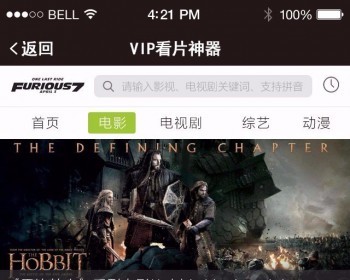 BELL 4:21 PM 100%
<返回 VIP看片神器
ONE LAST RIDE
FURIOUS 7
APRIL 3
请输入影视、电视剧关键词、支持拼音
首页 电影 电视剧 综艺 动漫
THE DEFINING CHAPTER
THE HOBBIT